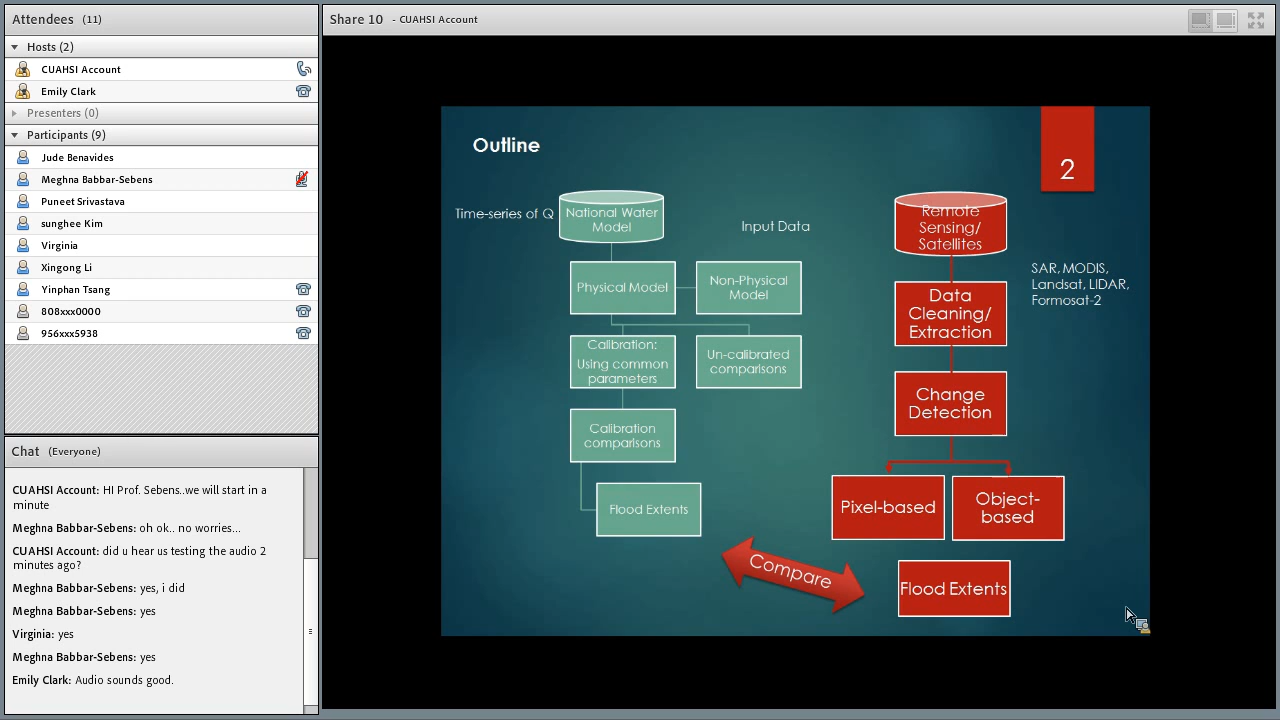 Attendees (11)
Hosts (2)
CUAHSI Account
Emily Clark
Presenters (0)
Participants (9)
Jude Benavides
Meghna Babbar-Sebens
Puneet Srivastava
sunghee Kim
Virginia
Xingong Li
Yinphan Tsang
808xxx0000
956xxx5938
Chat (Everyone)
CUAHSI Account: HI Prof. Sebens..we will start in a
minute
Meghna Babbar-Sebens: oh ok.. no worries...
CUAHSI Account: did u hear us testing the audio 2
minutes ago?
Meghna Babbar-Sebens: yes, i did
Meghna Babbar-Sebens: yes
Virginia: yes
Meghna Babbar-Sebens: yes
Emily Clark: Audio sounds good.
Share 10 - CUAHSI Account
Outline
2
Time-series of Q
National Water
Model
Input Data
Physical Model
Non-Physical
Model
Calibration:
Using common
parameters
Un-calibrated
comparisons
Calibration
comparisons
Flood Extents
Compare
Remote
Sensing/
Satellites
SAR, MODIS,
Landsat, LIDAR,
Formosat-2
Data
Cleaning/
Extraction
Change
Detection
Pixel-based
Object-
based
Flood Extents